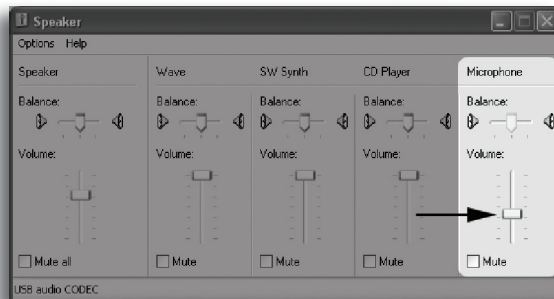 Speaker
Options Help
Speaker Wave SW Synth CD Player Microphone
Balance: Balance: Balance: Balance: Balance:
Volume: Volume: Volume: Volume: Volume:
Mute all Mute Mute Mute Mute
USB audio CODEC